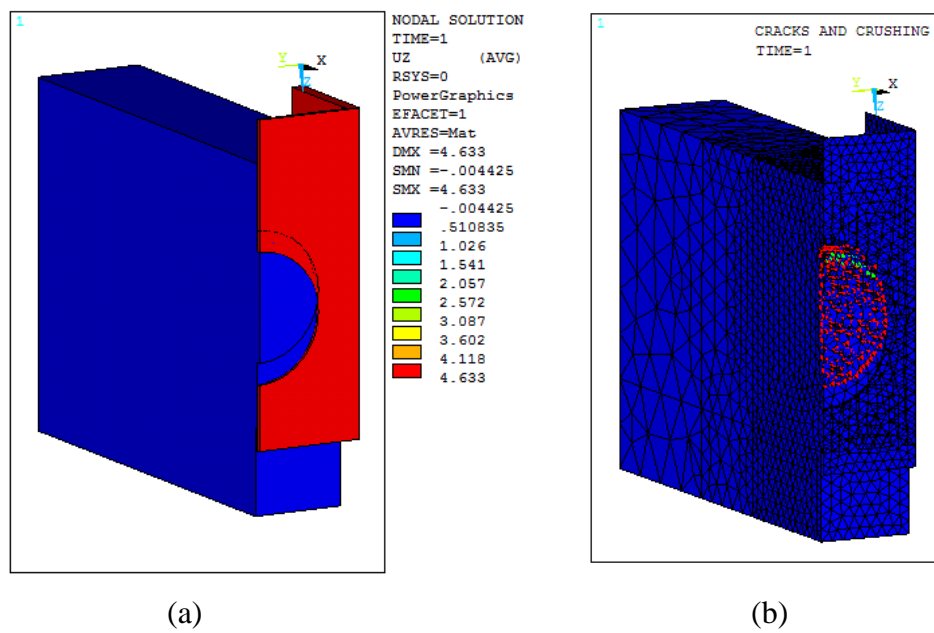 1
NODAL SOLUTION
TIME=1
UZ (AVG)
RSYS=0
PowerGraphics
EFACET=1
AVRES=Mat
DMX =4.633
SMN =-.004425
SMX =4.633
-.004425
.510835
1.026
1.541
2.057
2.572
3.087
3.602
4.118
4.633
Y X
Z
(a)
1
CRACKS AND CRUSHING
TIME=1
Y X
Z
(b)